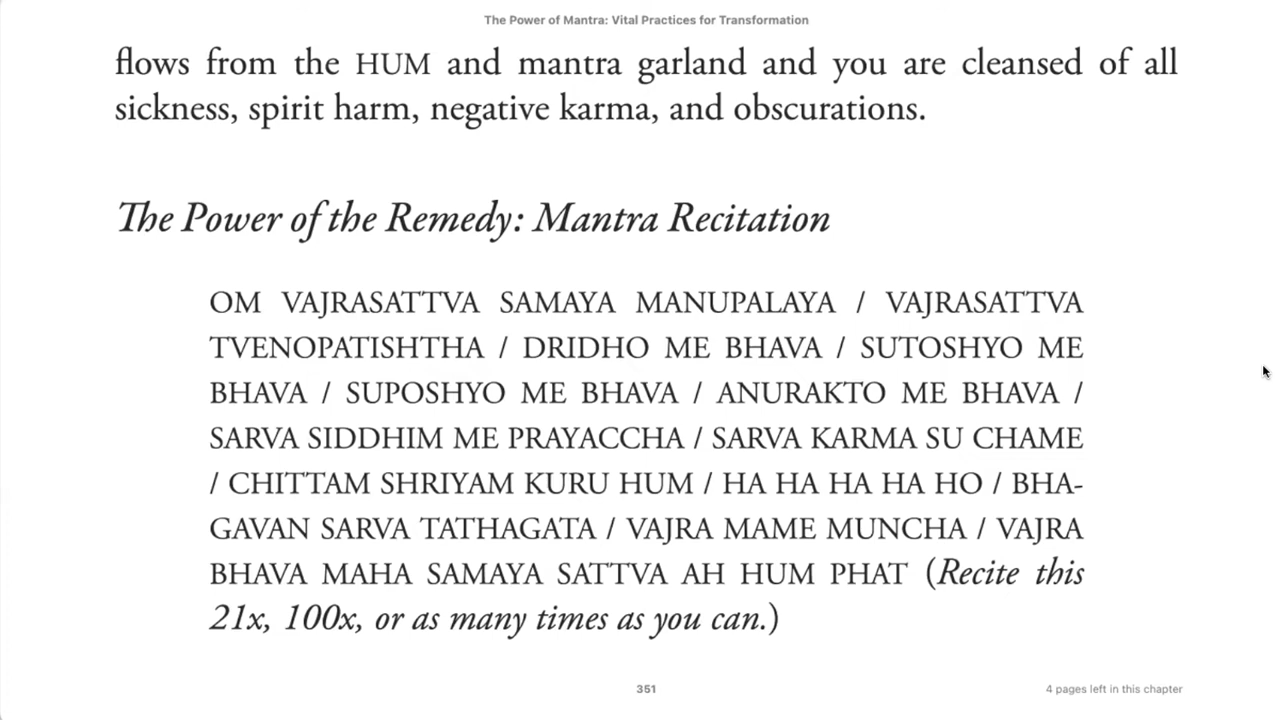 The Power of Mantra: Vital Practices for Transformation
flows from the HUM and mantra garland and you are cleansed of all
sickness, spirit harm, negative karma, and obscurations.
The Power of the Remedy: Mantra Recitation
OM VAJRASATTVA SAMAYA MANUPALAYA / VAJRASATTVA
TVENOPATISHTHA / DRIDHO ME BHAVA / SUTOSHYO ME
BHAVA / SUPOSHYO ME BHAVA / ANURAKTO ME BHAVA /
SARVA SIDDHIM ME PRAYACCHA / SARVA KARMA SU CHAME
/ CHITTAM SHRIYAM KURU HUM / HA HA HA HA HO / BHA-
GAVAN SARVA TATHAGATA / VAJRA MAME MUNCHA / VAJRA
BHAVA MAHA SAMAYA SATTVA AH HUM PHAT (Recite this
21x, 100x, or as many times as you can.)
351
4 pages left in this chapter